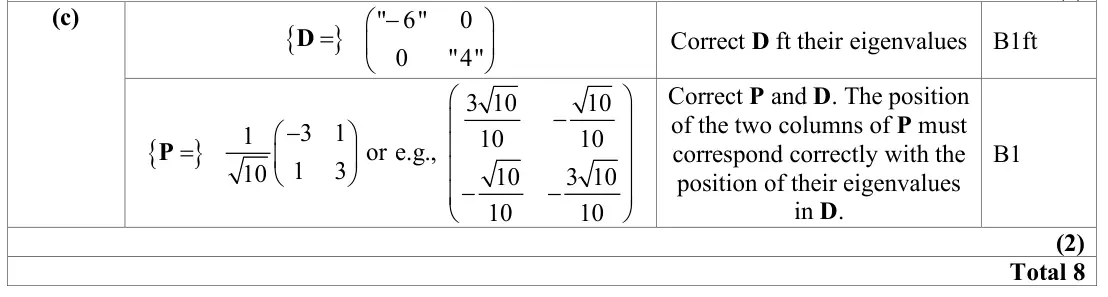 (c)
{D =} ("−6" 0
0 "4")
Correct D ft their eigenvalues
B1ft
{P =} 1/√10 (−3 1
1 3) or e.g., (3√10/10 −√10/10
−√10/10 −3√10/10)
Correct P and D. The position
of the two columns of P must
correspond correctly with the
position of their eigenvalues
in D.
B1
(2)
Total 8